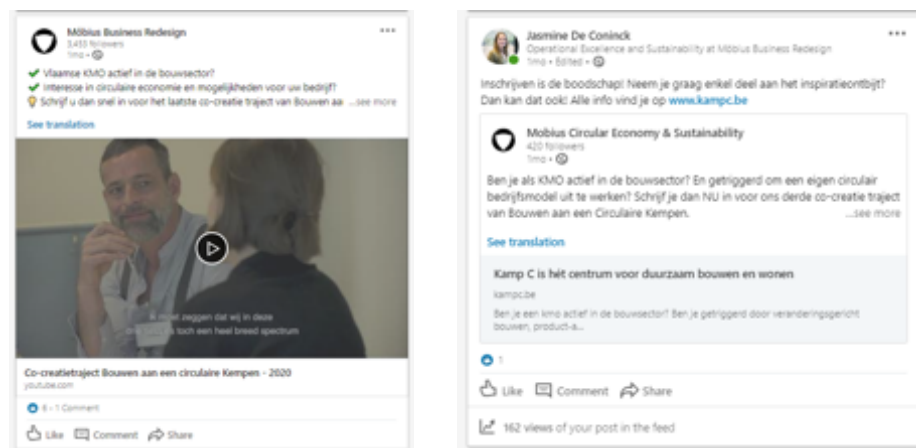 Möbius Business Redesign
3,453 followers
1mo •
Vlaamse KMO actief in de bouwsector?
Interesse in circulaire economie en mogelijkheden voor uw bedrijf?
Schrijf u dan snel in voor het laatste co-creatie traject van Bouwen aa ...see more
See translation
Ik moet zeggen dat wij in deze
toch een heel breed spectrum
Co-creatietraject Bouwen aan een circulaire Kempen - 2020
youtube.com
6 • 1 Comment
Like Comment Share
Jasmine De Coninck
Operational Excellence and Sustainability at Möbius Business Redesign
1mo • Edited •
Inschrijven is de boodschap! Neem je graag enkel deel aan het inspiratieontbijt?
Dan kan dat ook! Alle info vind je op www.kampc.be
Mobius Circular Economy & Sustainability
420 followers
1mo •
Ben je als KMO actief in de bouwsector? En getriggerd om een eigen circulair
bedrijfsmodel uit te werken? Schrijf je dan NU in voor ons derde co-creatie traject
van Bouwen aan een Circulaire Kempen. ...see more
See translation
Kamp C is hét centrum voor duurzaam bouwen en wonen
kampc.be
Ben je een kmo actief in de bouwsector? Ben je getriggerd door veranderingsgericht
bouwen, product-a...
1
Like Comment Share
162 views of your post in the feed